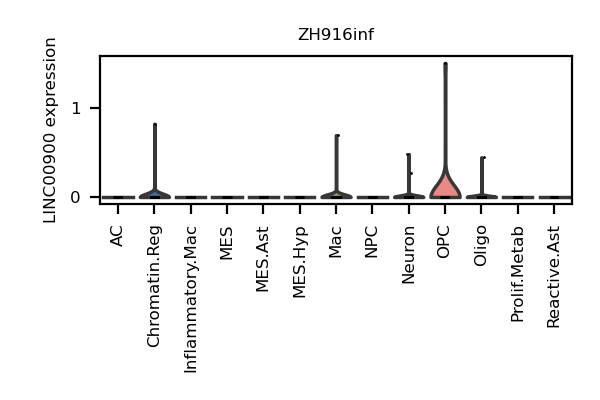 ZH916inf
LINC00900 expression
1
0
AC
Chromatin.Reg
Inflammatory.Mac
MES
MES.Ast
MES.Hyp
Mac
NPC
Neuron
OPC
Oligo
Prolif.Metab
Reactive.Ast